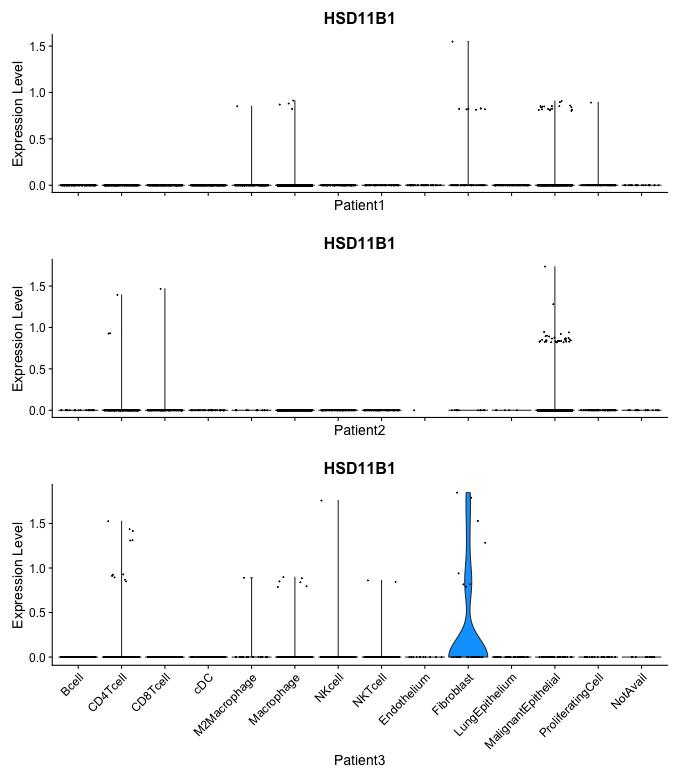 HSD11B1
Expression Level
1.5
1.0
0.5
0.0
Patient1
HSD11B1
Expression Level
1.5
1.0
0.5
0.0
Patient2
HSD11B1
Expression Level
1.5
1.0
0.5
0.0
Bcell
CD4Tcell
CD8Tcell
cDC
M2Macrophage
Macrophage
NKcell
NKTcell
Endothelium
Fibroblast
LungEpithelium
MalignantEpithelial
ProliferatingCell
NotAvail
Patient3